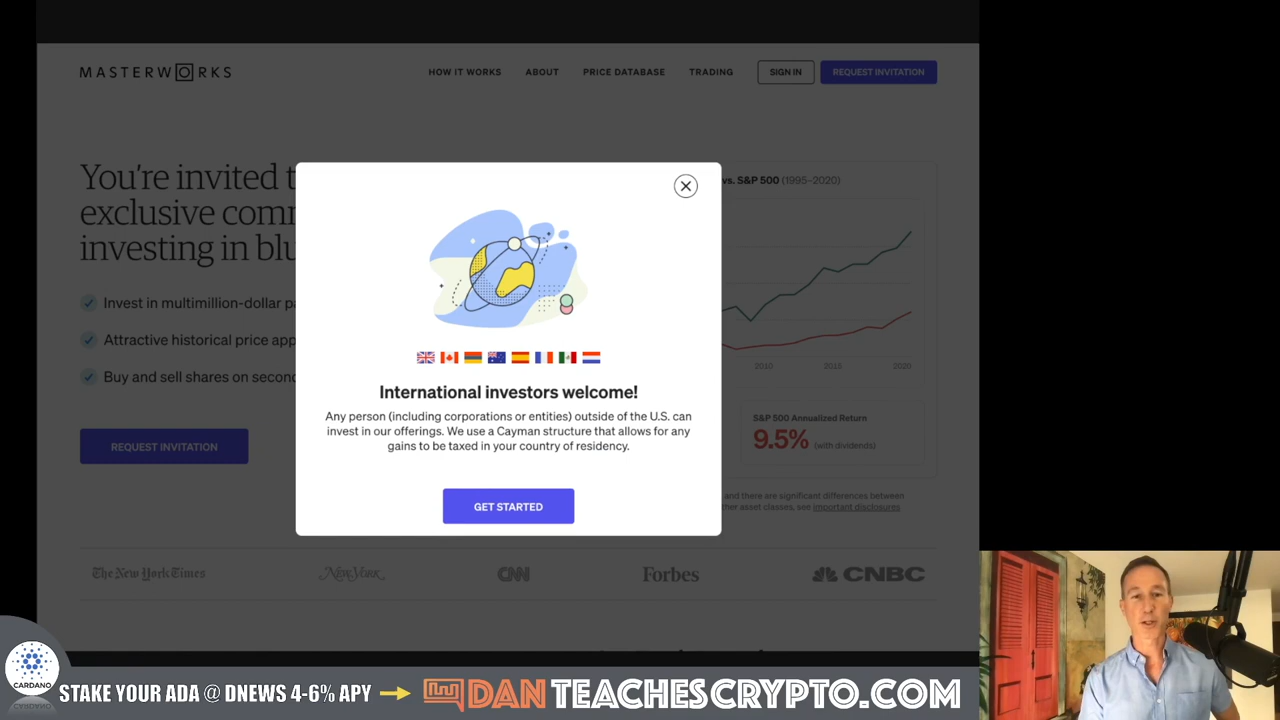 MASTERWORKS
HOW IT WORKS
ABOUT
PRICE DATABASE
TRADING
SIGN IN
REQUEST INVITATION
You're invited t
exclusive com
investing in blu
Invest in multimillion-dollar pa
Attractive historical price app
Buy and sell shares on second
REQUEST INVITATION
International investors welcome!
Any person (including corporations or entities) outside of the U.S. can
invest in our offerings. We use a Cayman structure that allows for any
gains to be taxed in your country of residency.
GET STARTED
vs. S&P 500 (1995–2020)
2010
2020
S&P 500 Annualized Return
9.5% (with dividends)
and there are significant differences between
her asset classes, see important disclosures
The New York Times
New York
CNN
Forbes
CNBC
CARDANO
STAKE YOUR ADA @ DNEWS 4-6% APY
DANTEACHESCRYPTO.COM